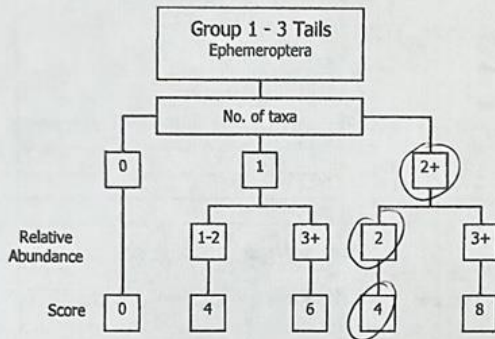 Group 1 - 3 Tails
Ephemeroptera
No. of taxa
0 1 2+
Relative Abundance
1-2 3+ 2 3+
Score 0 4 6 4 8